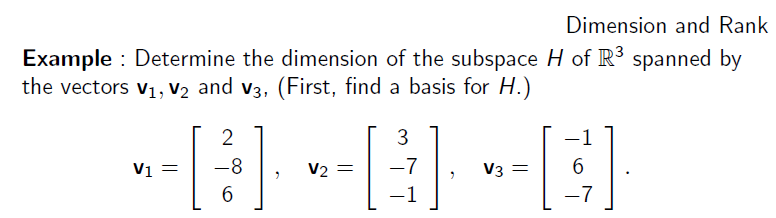 Dimension and Rank
Example : Determine the dimension of the subspace H of ℝ³ spanned by
the vectors v₁, v₂ and v₃, (First, find a basis for H.)
v₁ = [ 2 −8 6 ], v₂ = [ 3 −7 −1 ], v₃ = [ −1 6 −7 ].